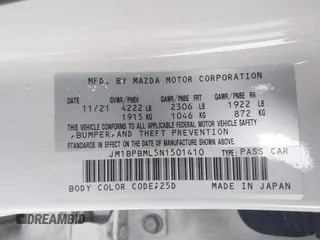 MFD. BY MAZDA MOTOR CORPORATION
11/21 GVWR/PNBV 4222 LB 1915 KG GAWR/PNBE FR 2306 LB 1046 KG GAWR/PNBE RR 1922 LB 872 KG
THIS VEHICLE CONFORMS TO ALL APPLICABLE FEDERAL MOTOR VEHICLE SAFETY
, BUMPER, AND THEFT PREVENTION
STANDARDS IN EFFECT ON THE DATE OF MANUFACTURE SHOWN ABOVE.
JM1BPBML5N1501410 TYPE: PASS CAR
BODY COLOR CODE: 25D MADE IN JAPAN
DREAMBID